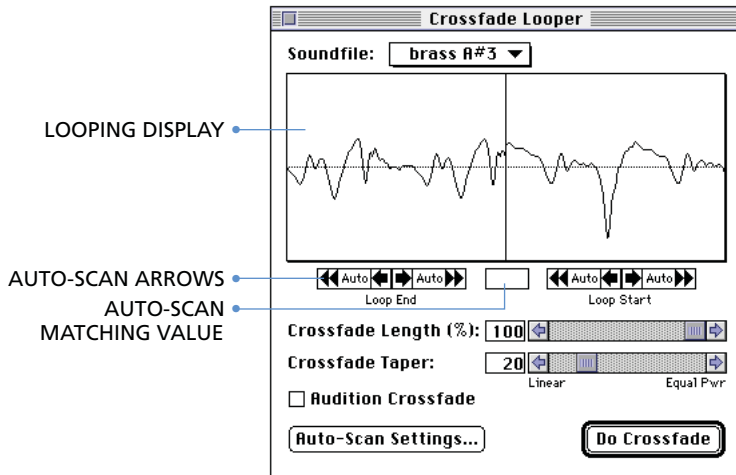 Crossfade Looper
Soundfile: brass A#3
LOOPING DISPLAY
AUTO-SCAN ARROWS
Auto Auto Auto Auto
Loop End Loop Start
AUTO-SCAN
MATCHING VALUE
Crossfade Length (%): 100
Crossfade Taper: 20
Linear Equal Pwr
Audition Crossfade
Auto-Scan Settings... Do Crossfade